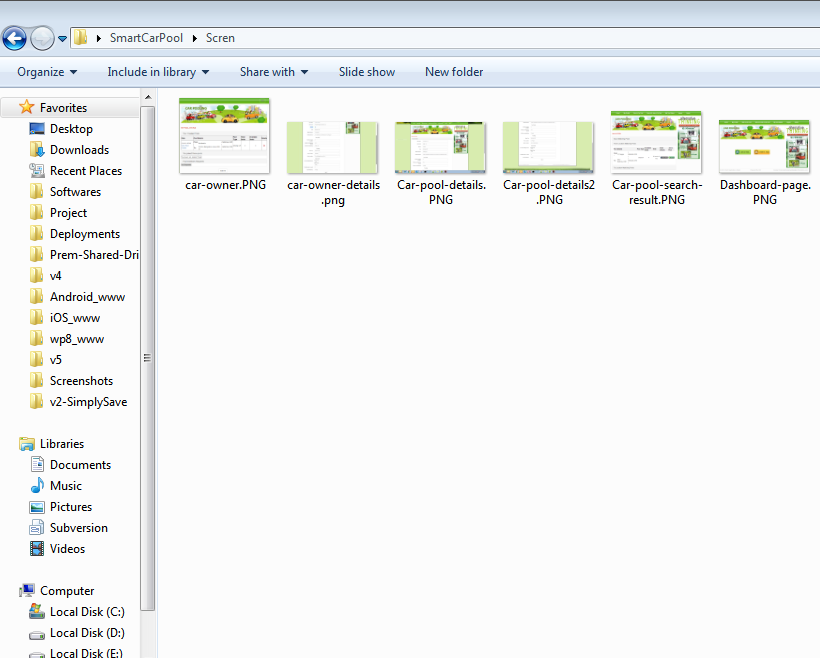 SmartCarPool Scren
Organize Include in library Share with Slide show New folder
Favorites
Desktop
Downloads
Recent Places
Softwares
Project
Deployments
Prem-Shared-Dri
v4
Android_www
iOS_www
wp8_www
v5
Screenshots
v2-SimplySave
Libraries
Documents
Music
Pictures
Subversion
Videos
Computer
Local Disk (C:)
Local Disk (D:)
Local Disk (E:)
car-owner.PNG
car-owner-details
.png
Car-pool-details.
PNG
Car-pool-details2
.PNG
Car-pool-search-
result.PNG
Dashboard-page.
PNG